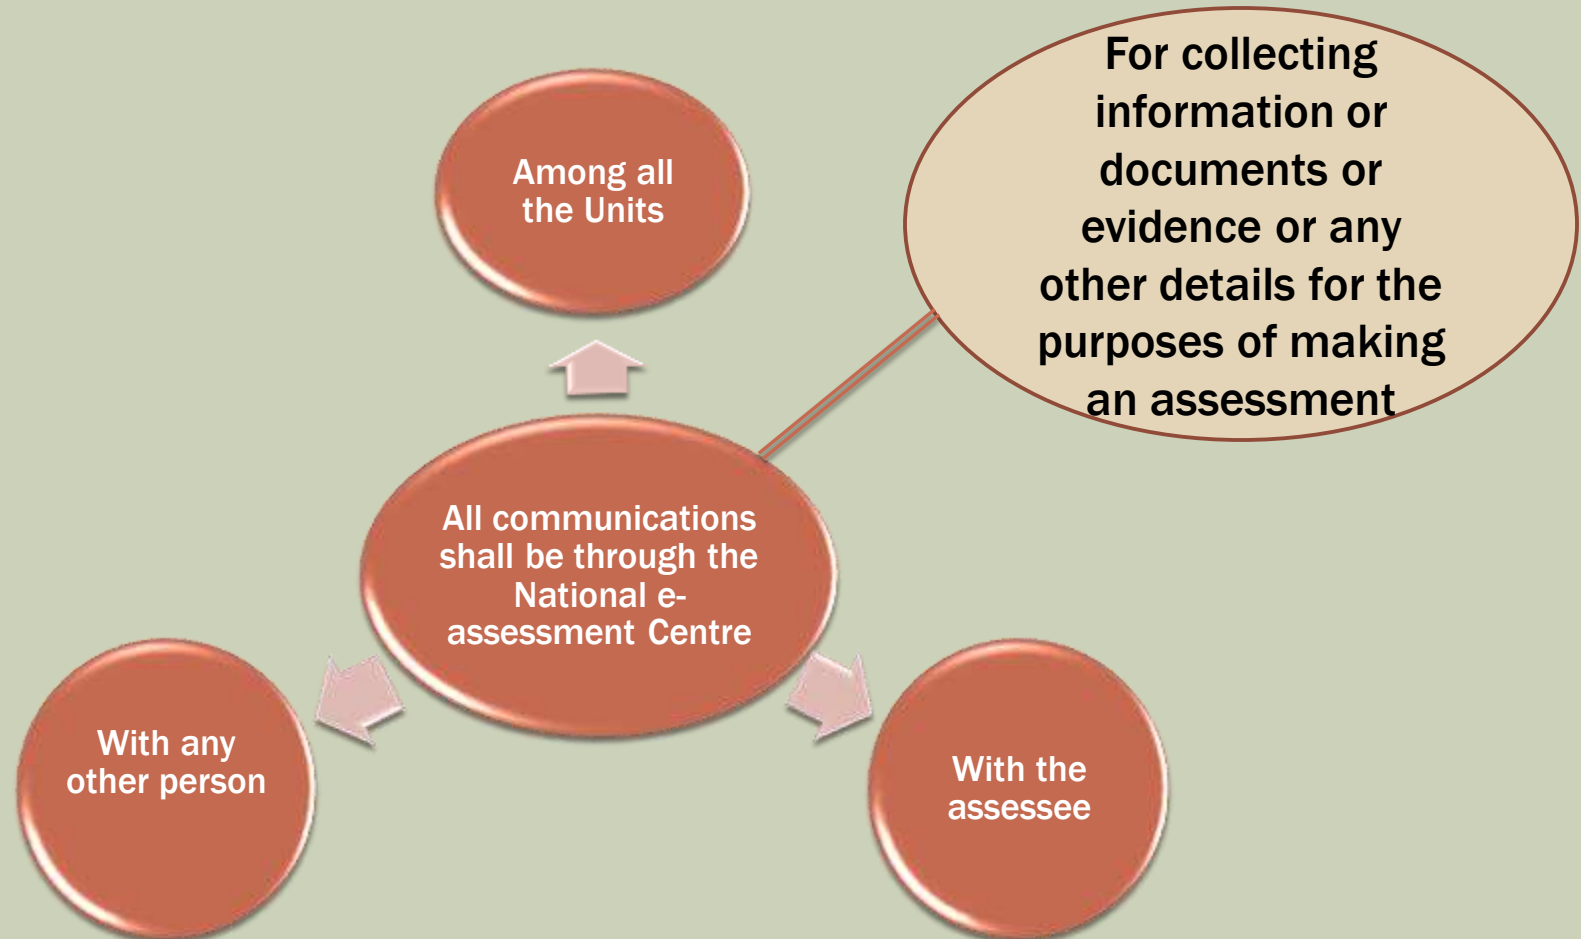 For collecting
information or
documents or
evidence or any
other details for the
purposes of making
an assessment
Among all
the Units
All communications
shall be through the
National e-
assessment Centre
With any
other person
With the
assessee